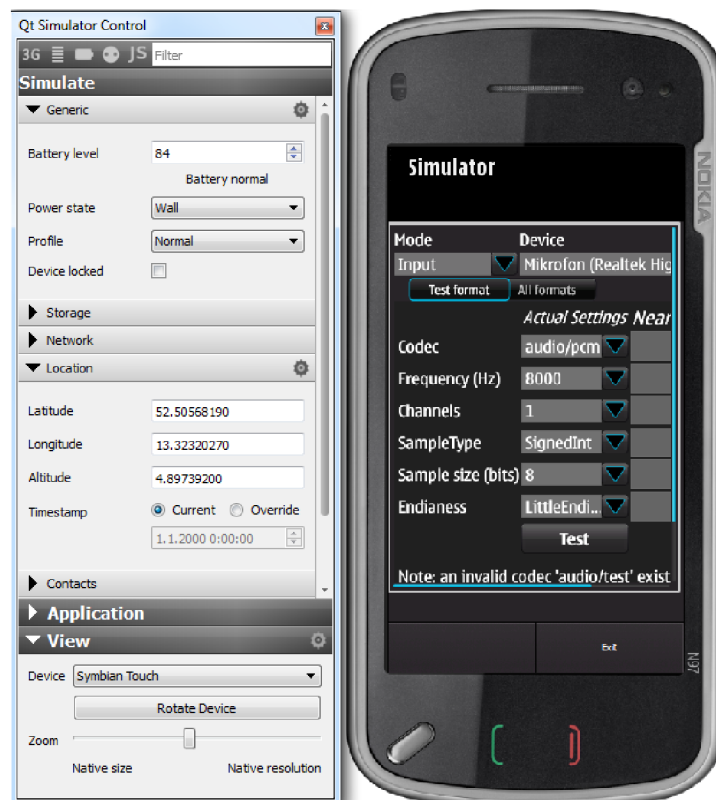 Qt Simulator Control
3G JS Filter
Simulate
Generic
Battery level 84
Battery normal
Power state Wall
Profile Normal
Device locked
Storage
Network
Location
Latitude 52.50568190
Longitude 13.32320270
Altitude 4.89739200
Timestamp Current Override
1.1.2000 0:00:00
Contacts
Application
View
Device Symbian Touch
Rotate Device
Zoom
Native size Native resolution
NOKIA
Simulator
Mode Device
Input Mikrofon (Realtek Hig
Test format All formats
Actual Settings Near
Codec audio/pcm
Frequency (Hz) 8000
Channels 1
SampleType SignedInt
Sample size (bits) 8
Endianess LittleEndi..
Test
Note: an invalid codec 'audio/test' exist
Exit
N97